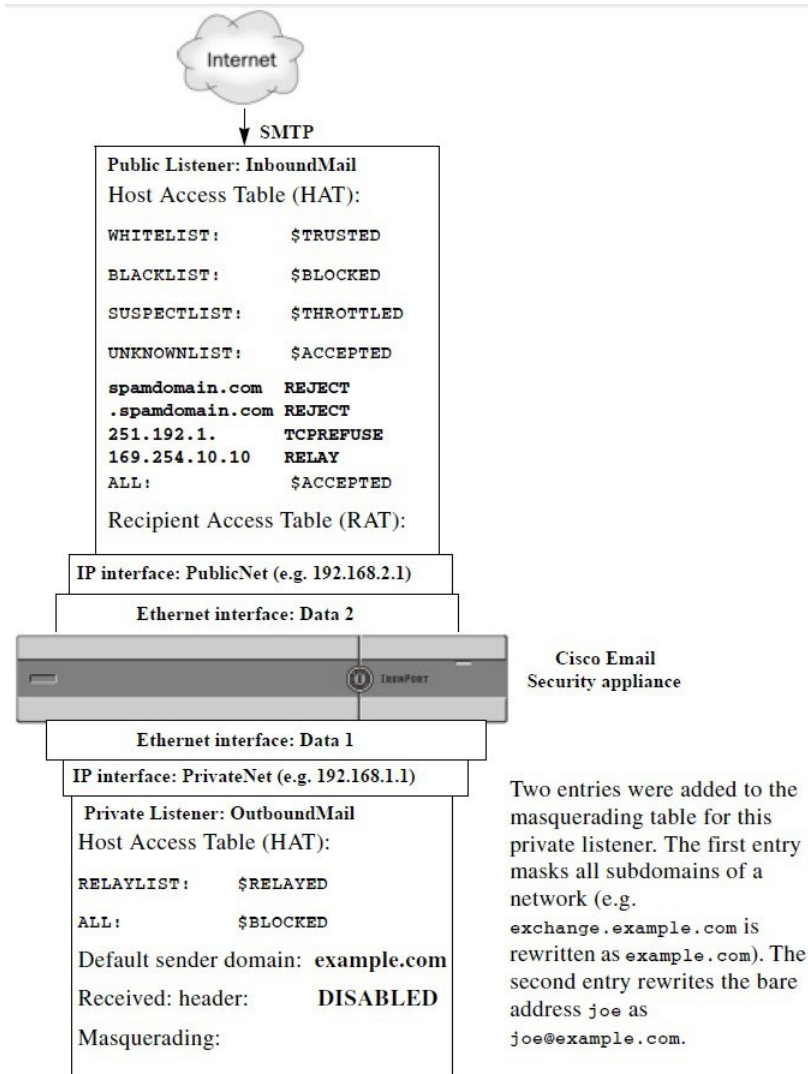 Internet
SMTP
Public Listener: InboundMail
Host Access Table (HAT):
WHITELIST: $TRUSTED
BLACKLIST: $BLOCKED
SUSPECTLIST: $THROTTLED
UNKNOWNLIST: $ACCEPTED
spamdomain.com REJECT
.spamdomain.com REJECT
251.192.1. TCPREFUSE
169.254.10.10 RELAY
ALL: $ACCEPTED
Recipient Access Table (RAT):
IP interface: PublicNet (e.g. 192.168.2.1)
Ethernet interface: Data 2
IRONPORT
Cisco Email
Security appliance
Ethernet interface: Data 1
IP interface: PrivateNet (e.g. 192.168.1.1)
Private Listener: OutboundMail
Host Access Table (HAT):
RELAYLIST: $RELAYED
ALL: $BLOCKED
Default sender domain: example.com
Received: header: DISABLED
Masquerading:
Two entries were added to the
masquerading table for this
private listener. The first entry
masks all subdomains of a
network (e.g.
exchange.example.com is
rewritten as example.com). The
second entry rewrites the bare
address joe as
joe@example.com.